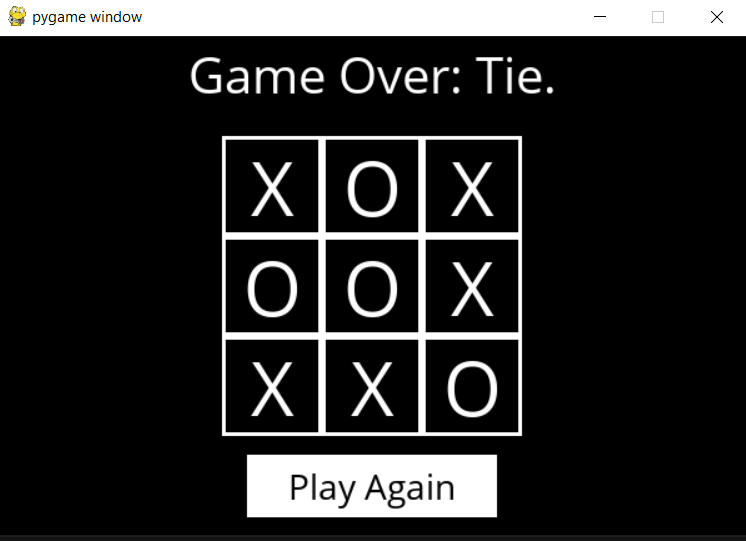 pygame window
Game Over: Tie.
X O X
O O X
X X O
Play Again